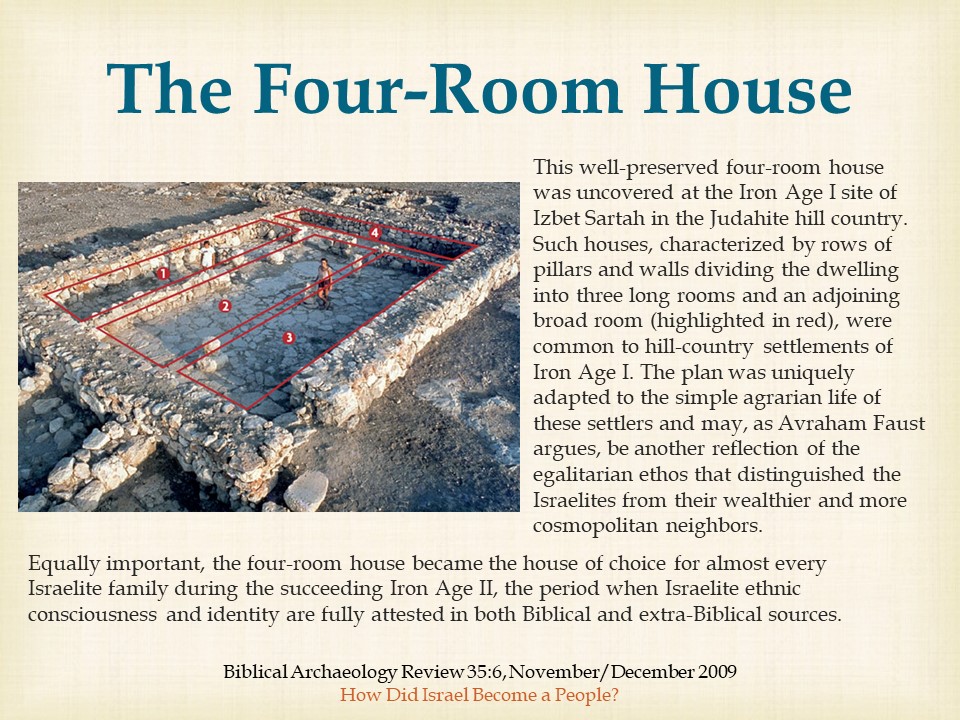 The Four-Room House
This well-preserved four-room house
was uncovered at the Iron Age I site of
Izbet Sartah in the Judahite hill country.
Such houses, characterized by rows of
pillars and walls dividing the dwelling
into three long rooms and an adjoining
broad room (highlighted in red), were
common to hill-country settlements of
Iron Age I. The plan was uniquely
adapted to the simple agrarian life of
these settlers and may, as Avraham Faust
argues, be another reflection of the
egalitarian ethos that distinguished the
Israelites from their wealthier and more
cosmopolitan neighbors.
1
2
3
4
Equally important, the four-room house became the house of choice for almost every
Israelite family during the succeeding Iron Age II, the period when Israelite ethnic
consciousness and identity are fully attested in both Biblical and extra-Biblical sources.
Biblical Archaeology Review 35:6, November/December 2009
How Did Israel Become a People?